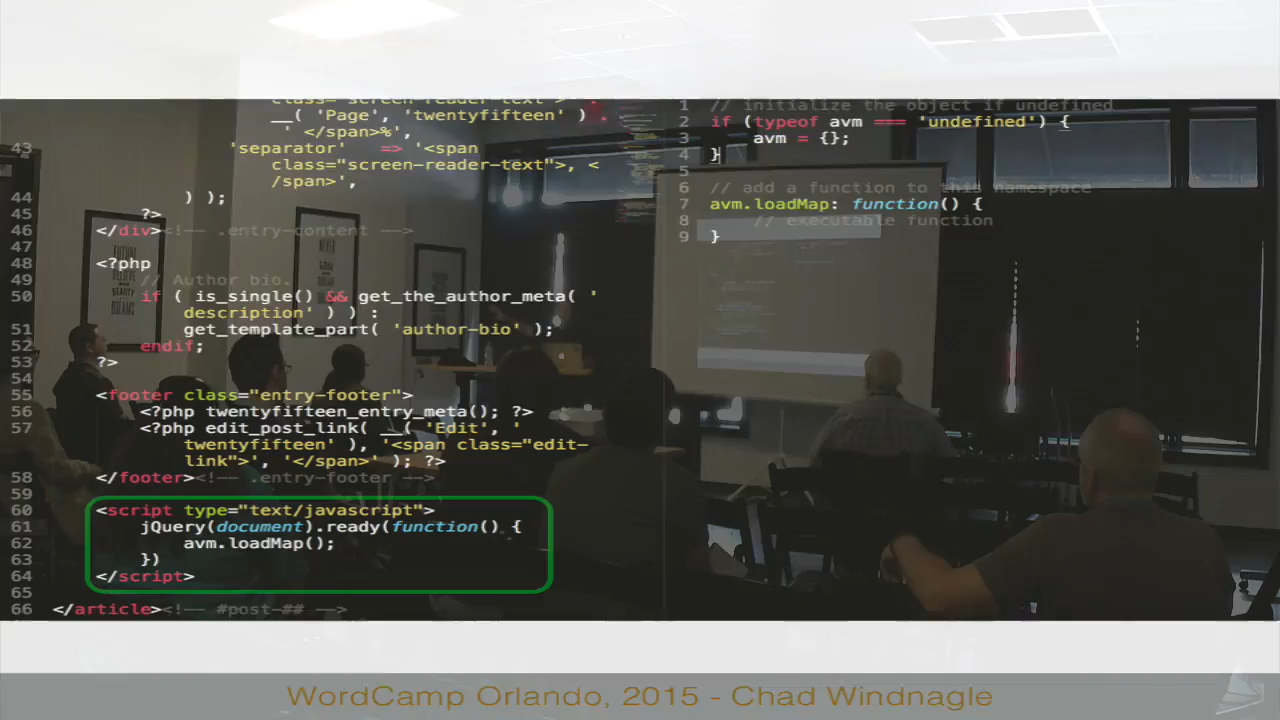 class="screen-reader-text">
__( 'Page', 'twentyfifteen' ) .
' </span>%',
43 'separator' => '<span
class="screen-reader-text">, <
/span>',
44 ) );
45 ?>
46 </div><!-- .entry-content -->
47
48 <?php
49 // Author bio.
50 if ( is_single() && get_the_author_meta( '
description' ) ) :
51 get_template_part( 'author-bio' );
52 endif;
53 ?>
54
55 <footer class="entry-footer">
56 <?php twentyfifteen_entry_meta(); ?>
57 <?php edit_post_link( __( 'Edit', '
twentyfifteen' ), '<span class="edit-
link">', '</span>' ); ?>
58 </footer><!-- .entry-footer -->
59
60 <script type="text/javascript">
61 jQuery(document).ready(function() {
62 avm.loadMap();
63 })
64 </script>
65
66 </article><!-- #post-## -->
1 // initialize the object if undefined
2 if (typeof avm === 'undefined') {
3 avm = {};
4 }
5
6 // add a function to this namespace
7 avm.loadMap: function() {
8 // executable function
9 }
WordCamp Orlando, 2015 - Chad Windnagle